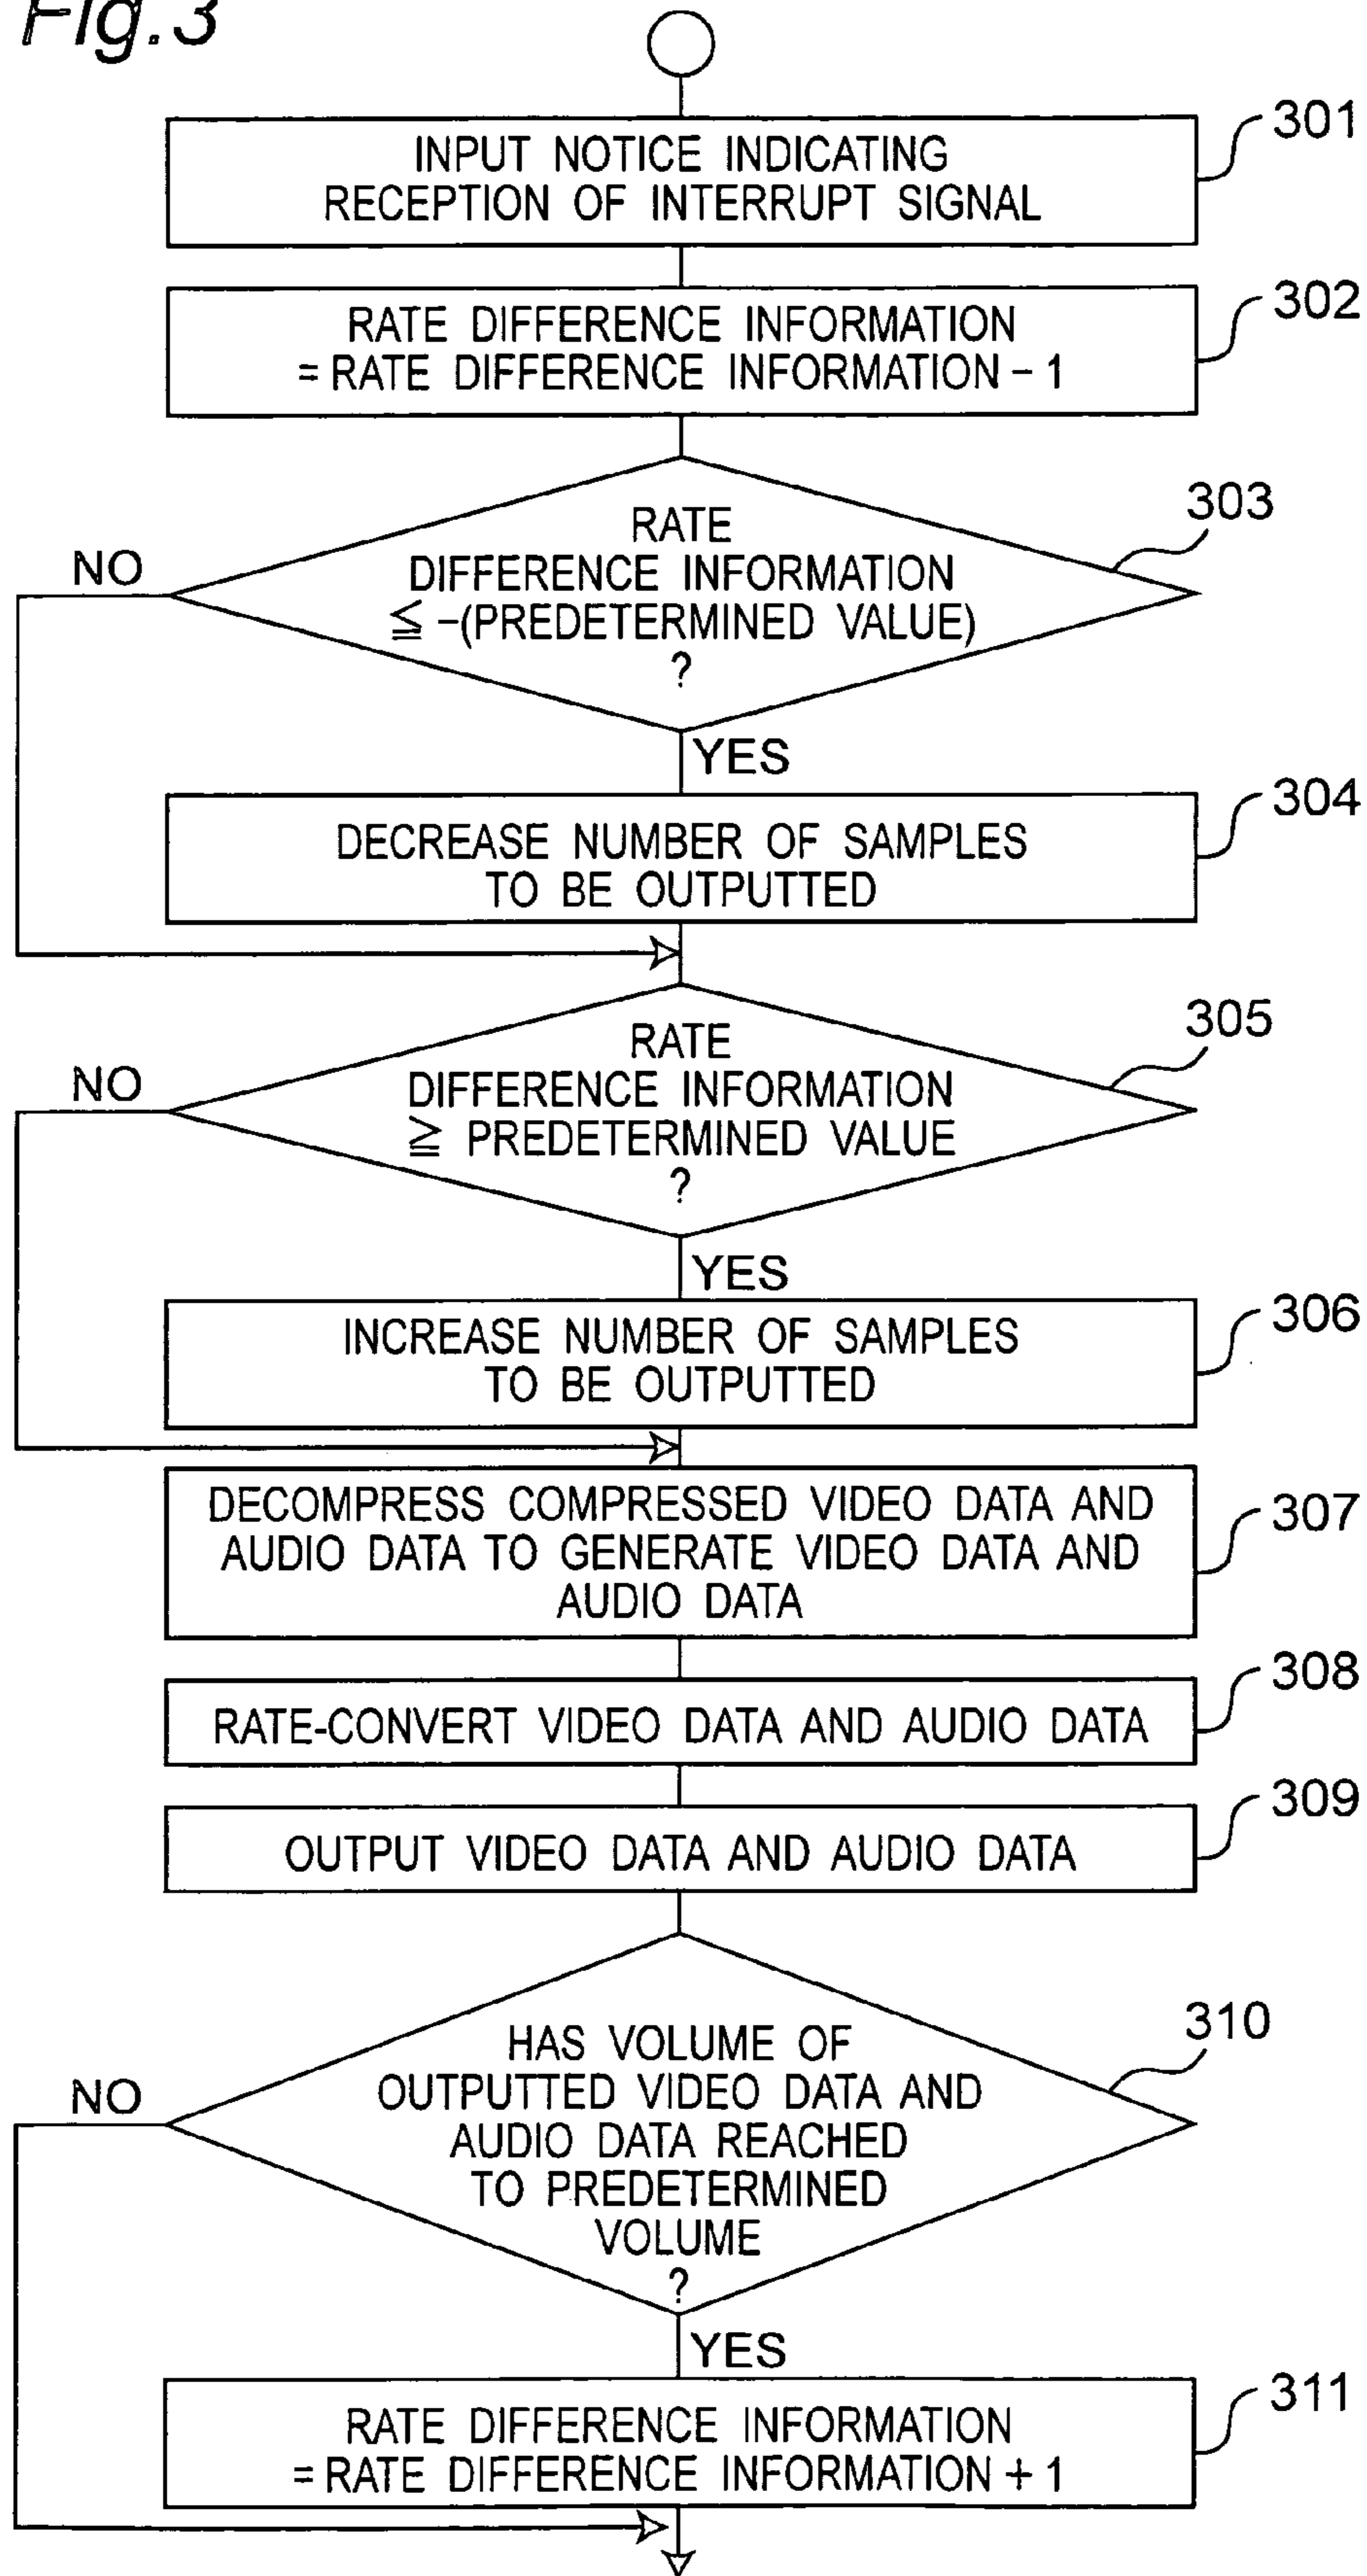 Fig.3
301
INPUT NOTICE INDICATING
RECEPTION OF INTERRUPT SIGNAL
302
RATE DIFFERENCE INFORMATION
= RATE DIFFERENCE INFORMATION - 1
303
RATE
DIFFERENCE INFORMATION
≦ -(PREDETERMINED VALUE)
?
NO
YES
304
DECREASE NUMBER OF SAMPLES
TO BE OUTPUTTED
305
RATE
DIFFERENCE INFORMATION
≧ PREDETERMINED VALUE
?
NO
YES
306
INCREASE NUMBER OF SAMPLES
TO BE OUTPUTTED
307
DECOMPRESS COMPRESSED VIDEO DATA AND
AUDIO DATA TO GENERATE VIDEO DATA AND
AUDIO DATA
308
RATE-CONVERT VIDEO DATA AND AUDIO DATA
309
OUTPUT VIDEO DATA AND AUDIO DATA
310
HAS VOLUME OF
OUTPUTTED VIDEO DATA AND
AUDIO DATA REACHED
TO PREDETERMINED
VOLUME
?
NO
YES
311
RATE DIFFERENCE INFORMATION
= RATE DIFFERENCE INFORMATION + 1